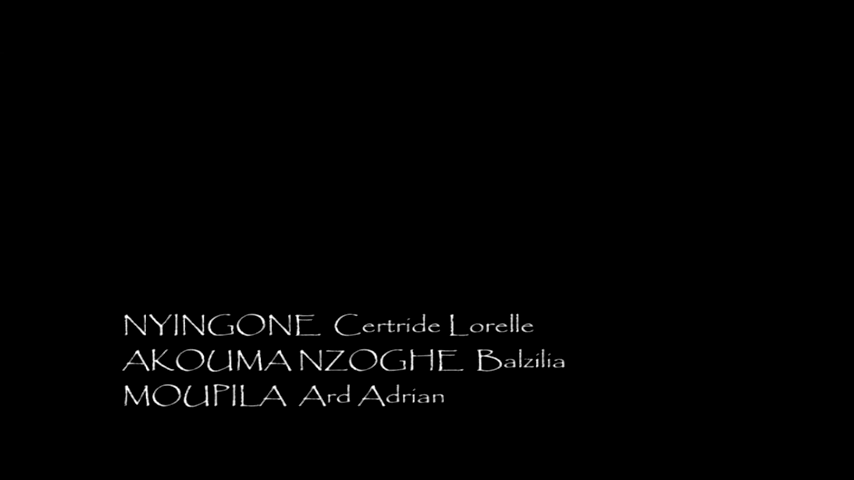 NYINGONE Certride Lorelle
AKOUMA NZOGHE Balzilia
MOUPILA Ard Adrian